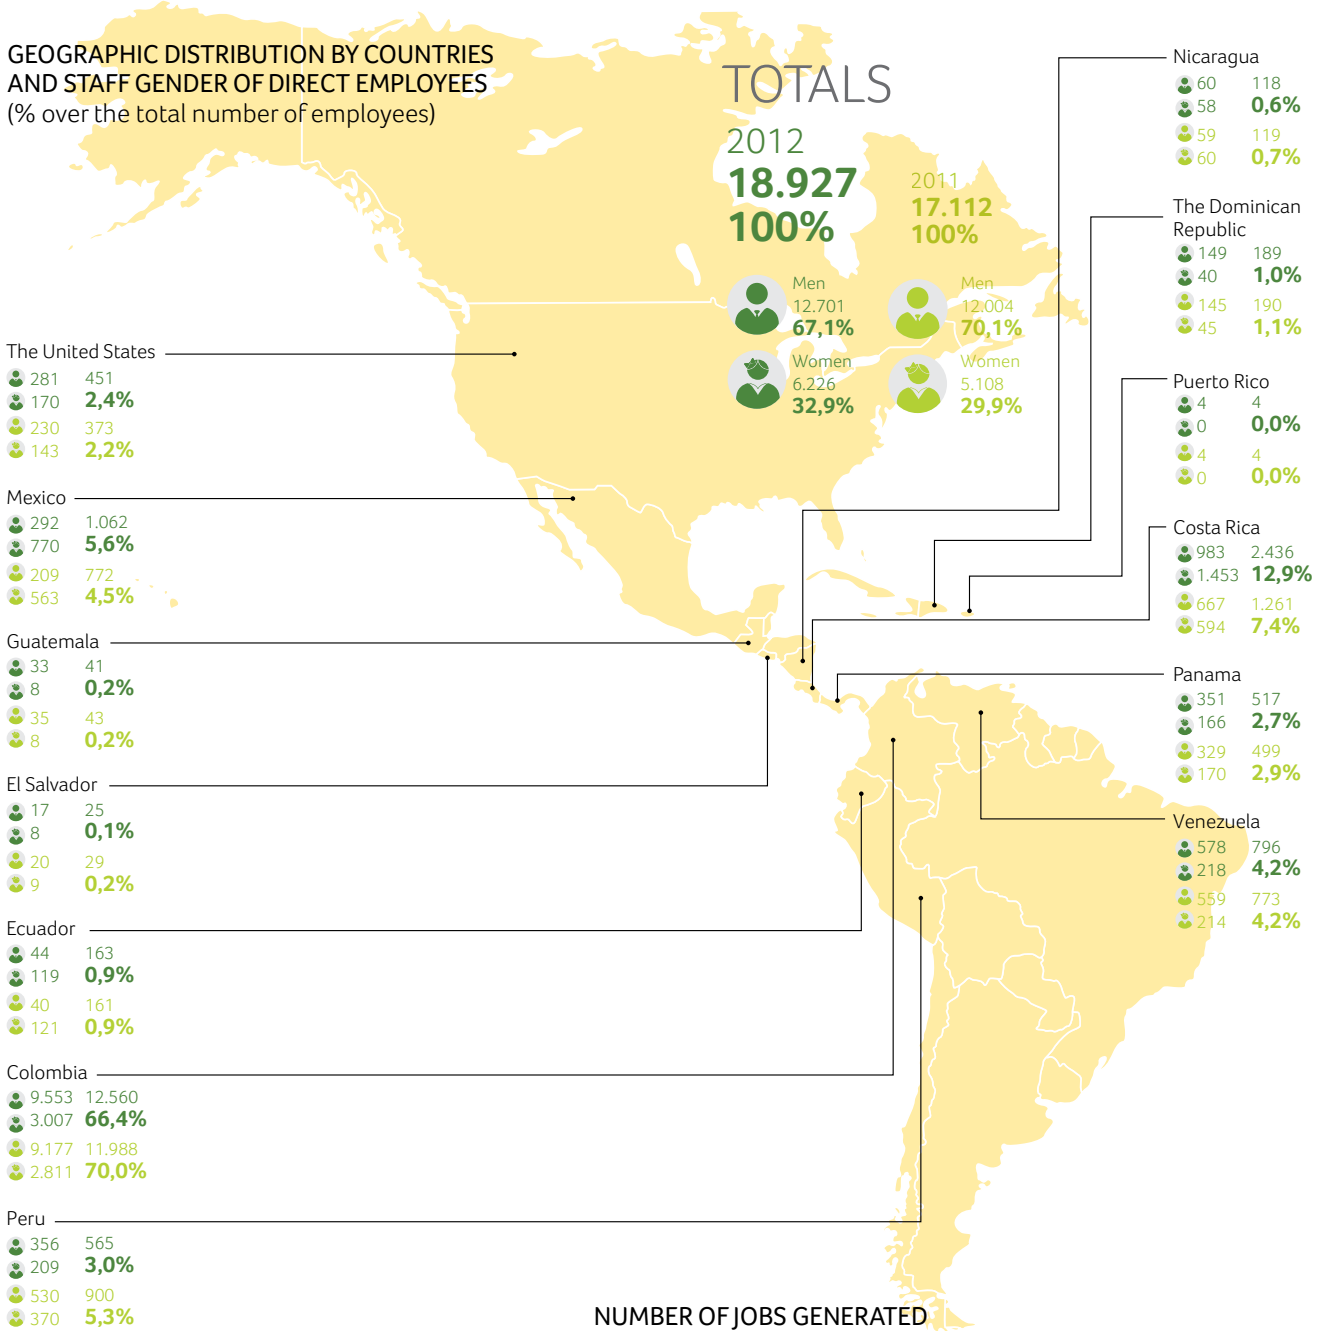 GEOGRAPHIC DISTRIBUTION BY COUNTRIES
AND STAFF GENDER OF DIRECT EMPLOYEES
(% over the total number of employees)
TOTALS
2012
18.927
100%
2011
17.112
100%
Men
12.701
67,1%
Men
12.004
70,1%
Women
6.226
32,9%
Women
5.108
29,9%
The United States
281 451
170 2,4%
230 373
143 2,2%
Mexico
292 1.062
770 5,6%
209 772
563 4,5%
Guatemala
33 41
8 0,2%
35 43
8 0,2%
El Salvador
17 25
8 0,1%
20 29
9 0,2%
Ecuador
44 163
119 0,9%
40 161
121 0,9%
Colombia
9.553 12.560
3.007 66,4%
9.177 11.988
2.811 70,0%
Peru
356 565
209 3,0%
530 900
370 5,3%
Nicaragua
60 118
58 0,6%
59 119
60 0,7%
The Dominican
Republic
149 189
40 1,0%
145 190
45 1,1%
Puerto Rico
4 4
0 0,0%
4 4
0 0,0%
Costa Rica
983 2.436
1.453 12,9%
667 1.261
594 7,4%
Panama
351 517
166 2,7%
329 499
170 2,9%
Venezuela
578 796
218 4,2%
559 773
214 4,2%
NUMBER OF JOBS GENERATED